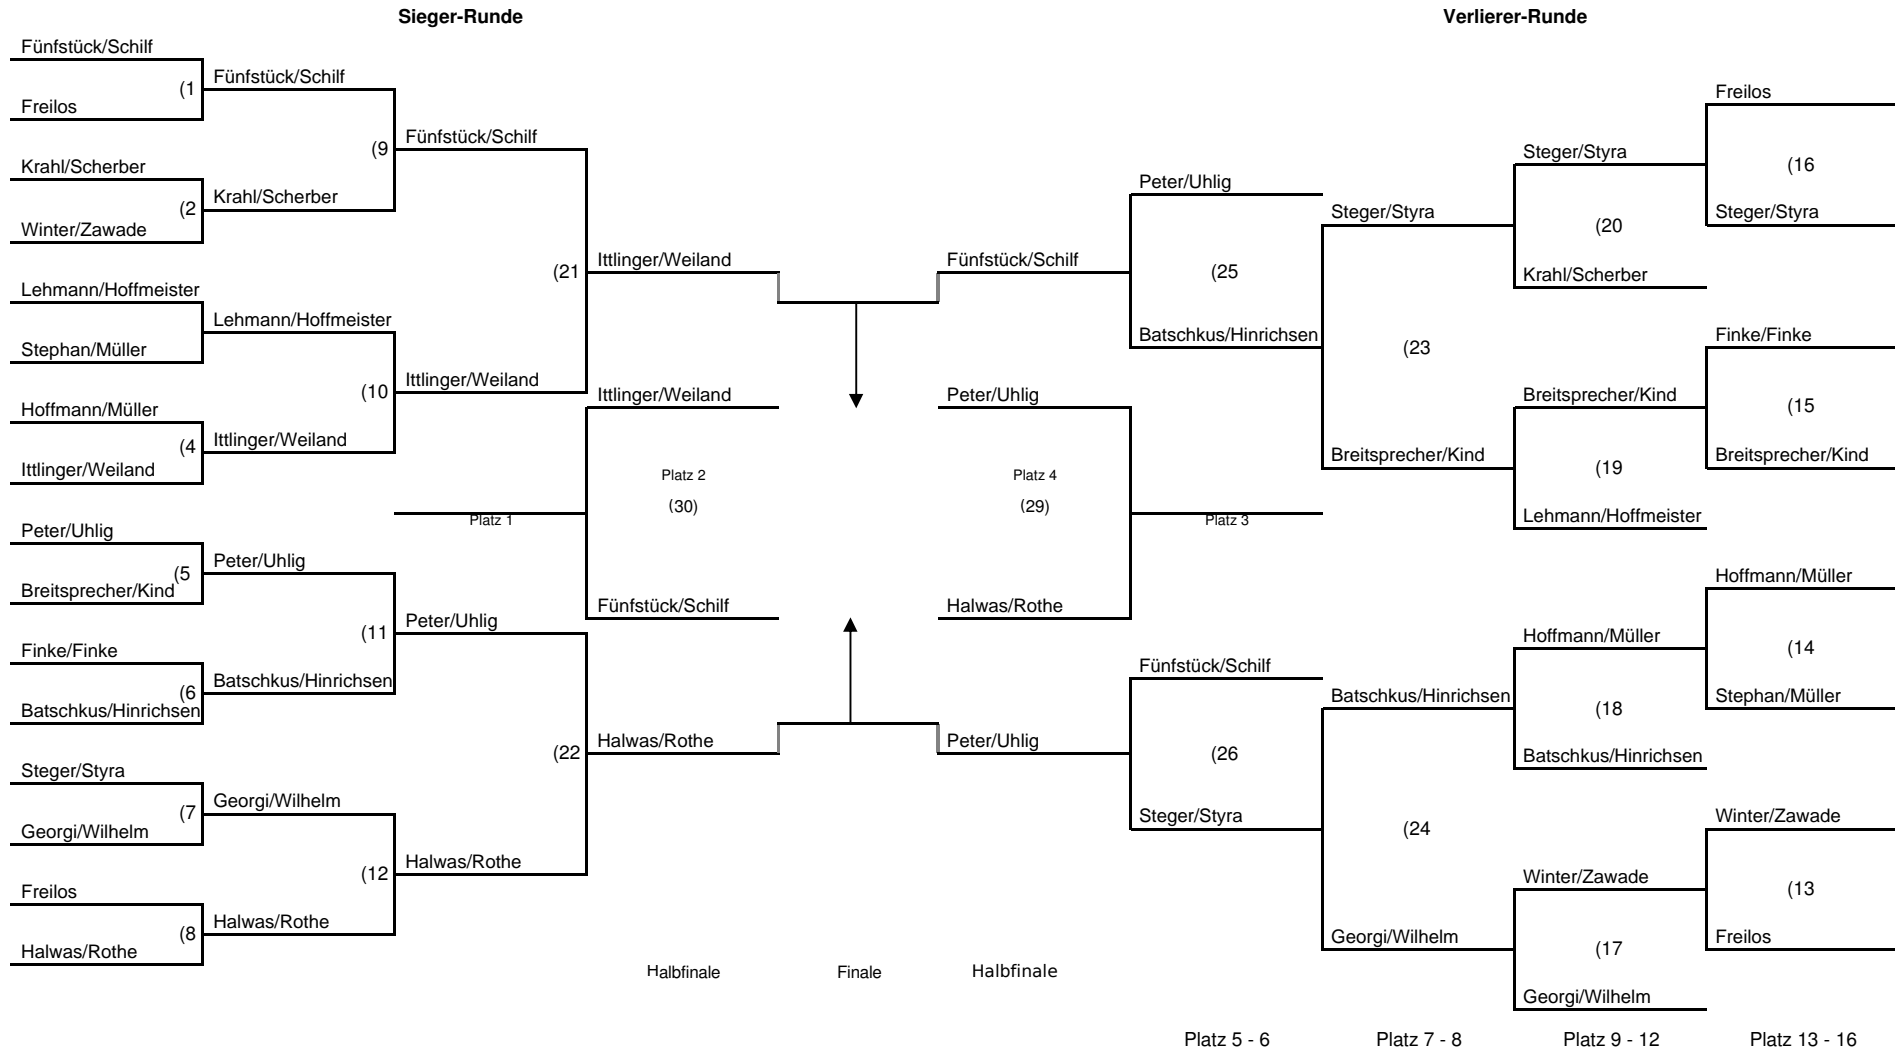 Sieger-Runde
Verlierer-Runde
Fünfstück/Schilf
(1
Freilos
Krahl/Scherber
(2
Winter/Zawade
Lehmann/Hoffmeister
Stephan/Müller
Hoffmann/Müller
(4
Ittlinger/Weiland
Peter/Uhlig
(5
Breitsprecher/Kind
Finke/Finke
(6
Batschkus/Hinrichsen
Steger/Styra
(7
Georgi/Wilhelm
Freilos
(8
Halwas/Rothe
Fünfstück/Schilf
(9
Krahl/Scherber
Lehmann/Hoffmeister
(10
Ittlinger/Weiland
Peter/Uhlig
(11
Batschkus/Hinrichsen
Georgi/Wilhelm
(12
Halwas/Rothe
Fünfstück/Schilf
(21
Ittlinger/Weiland
Platz 1
Peter/Uhlig
(22
Halwas/Rothe
Ittlinger/Weiland
Ittlinger/Weiland
Platz 2
(30)
Fünfstück/Schilf
Halwas/Rothe
Halbfinale
Finale
Fünfstück/Schilf
Peter/Uhlig
Platz 4
(29)
Halwas/Rothe
Peter/Uhlig
Halbfinale
Peter/Uhlig
(25
Batschkus/Hinrichsen
Platz 3
Fünfstück/Schilf
(26
Steger/Styra
Platz 5 - 6
Steger/Styra
(23
Breitsprecher/Kind
Batschkus/Hinrichsen
(24
Georgi/Wilhelm
Platz 7 - 8
Steger/Styra
(20
Krahl/Scherber
Breitsprecher/Kind
(19
Lehmann/Hoffmeister
Hoffmann/Müller
(18
Batschkus/Hinrichsen
Winter/Zawade
(17
Georgi/Wilhelm
Platz 9 - 12
Freilos
(16
Steger/Styra
Finke/Finke
(15
Breitsprecher/Kind
Hoffmann/Müller
(14
Stephan/Müller
Winter/Zawade
(13
Freilos
Platz 13 - 16